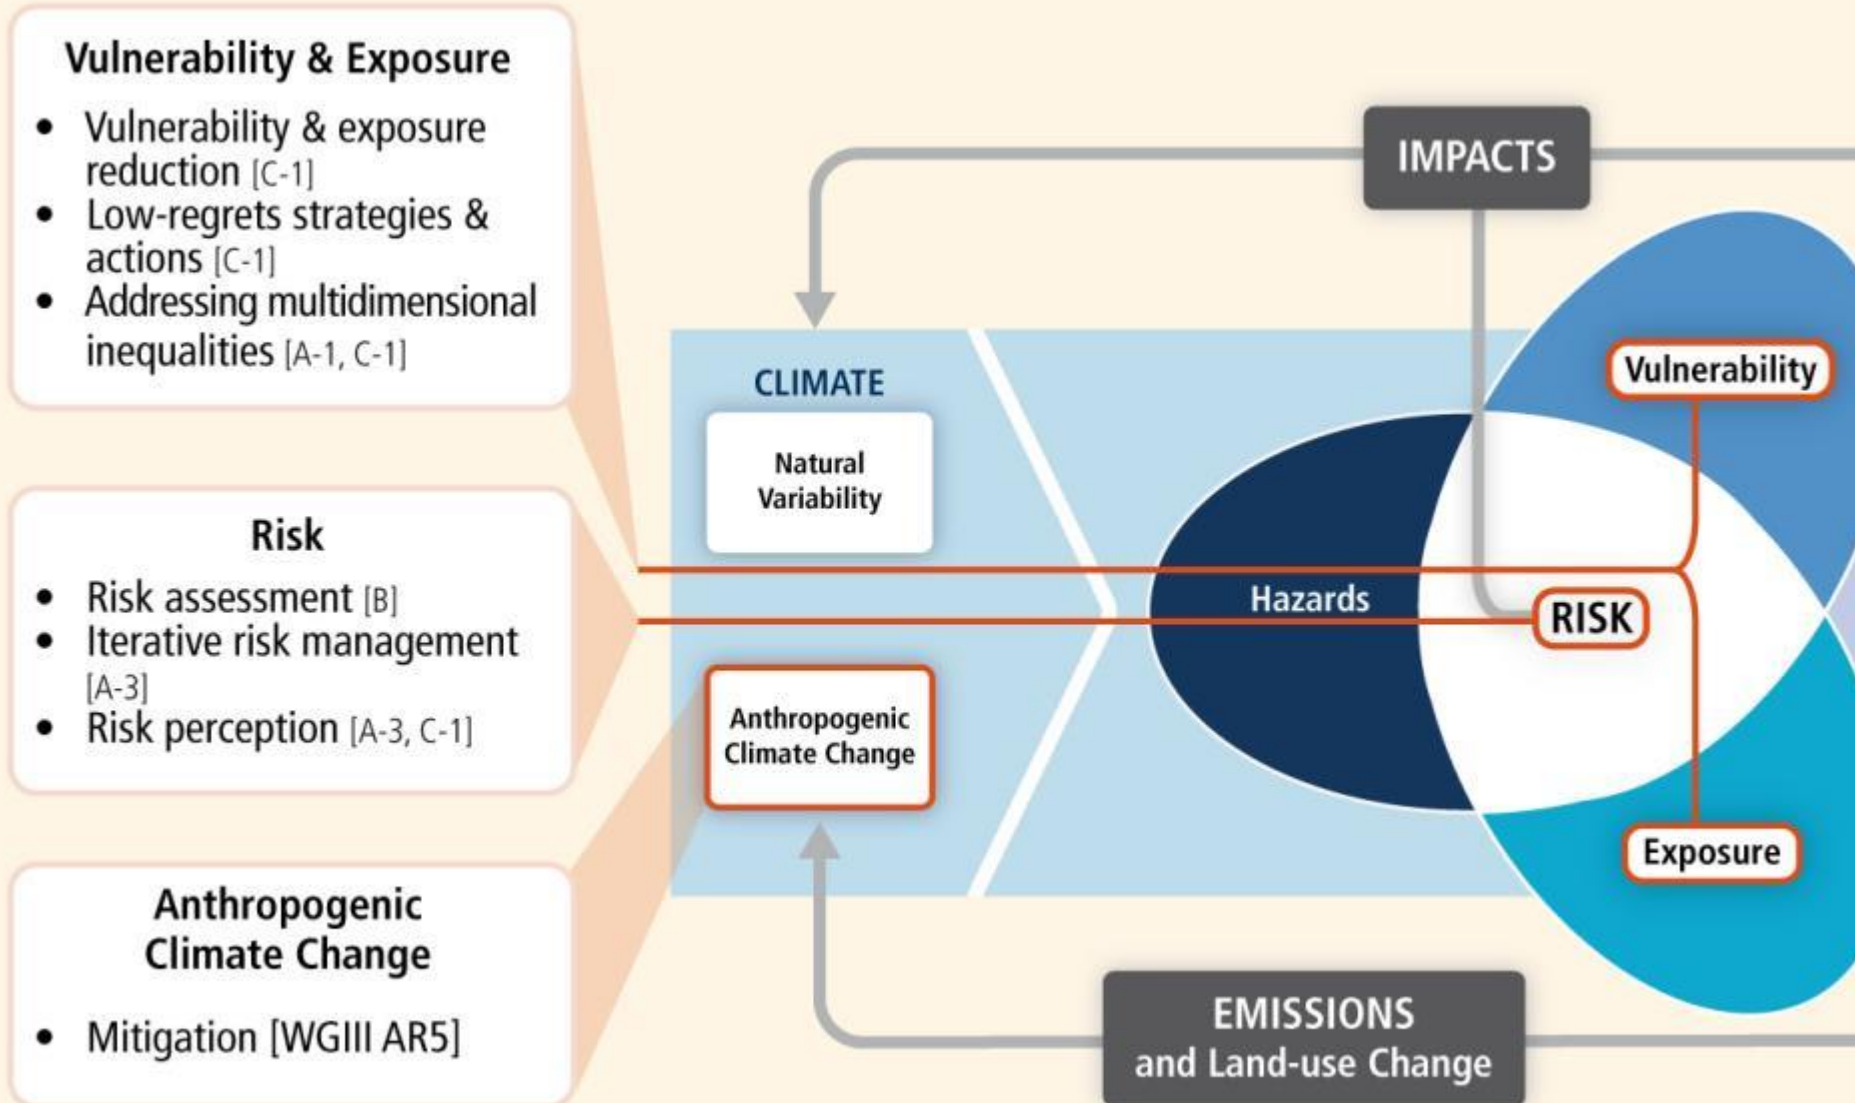 Vulnerability & Exposure
• Vulnerability & exposure
reduction [C-1]
• Low-regrets strategies &
actions [C-1]
• Addressing multidimensional
inequalities [A-1, C-1]
Risk
• Risk assessment [B]
• Iterative risk management
[A-3]
• Risk perception [A-3, C-1]
Anthropogenic
Climate Change
• Mitigation [WGIII AR5]
IMPACTS
CLIMATE
Natural
Variability
Anthropogenic
Climate Change
Hazards
Vulnerability
RISK
Exposure
EMISSIONS
and Land-use Change